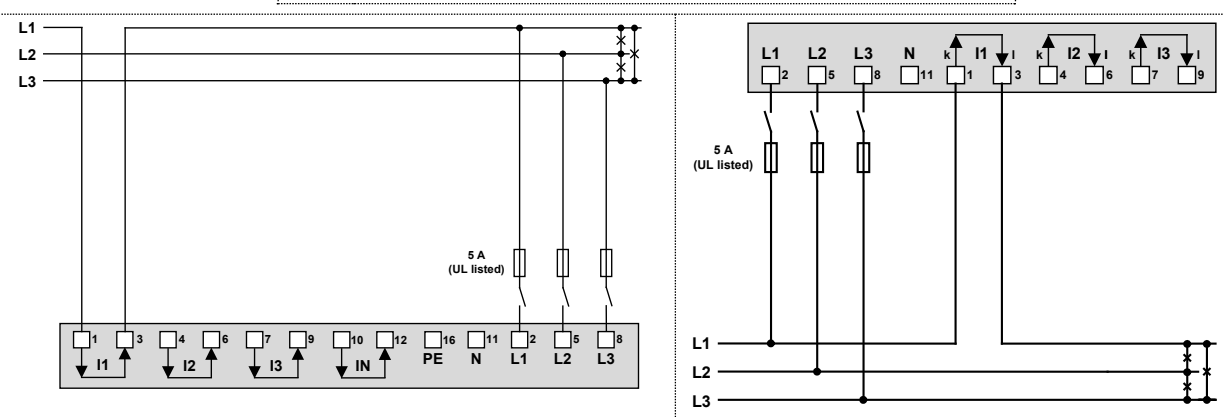 L1
L2
L3
5 A
(UL listed)
1 3 4 6 7 9 10 12 16 11 2 5 8
I1 I2 I3 IN PE N L1 L2 L3
L1 L2 L3 N k I1 l k I2 l k I3 l
2 5 8 11 1 3 4 6 7 9
5 A
(UL listed)
L1
L2
L3